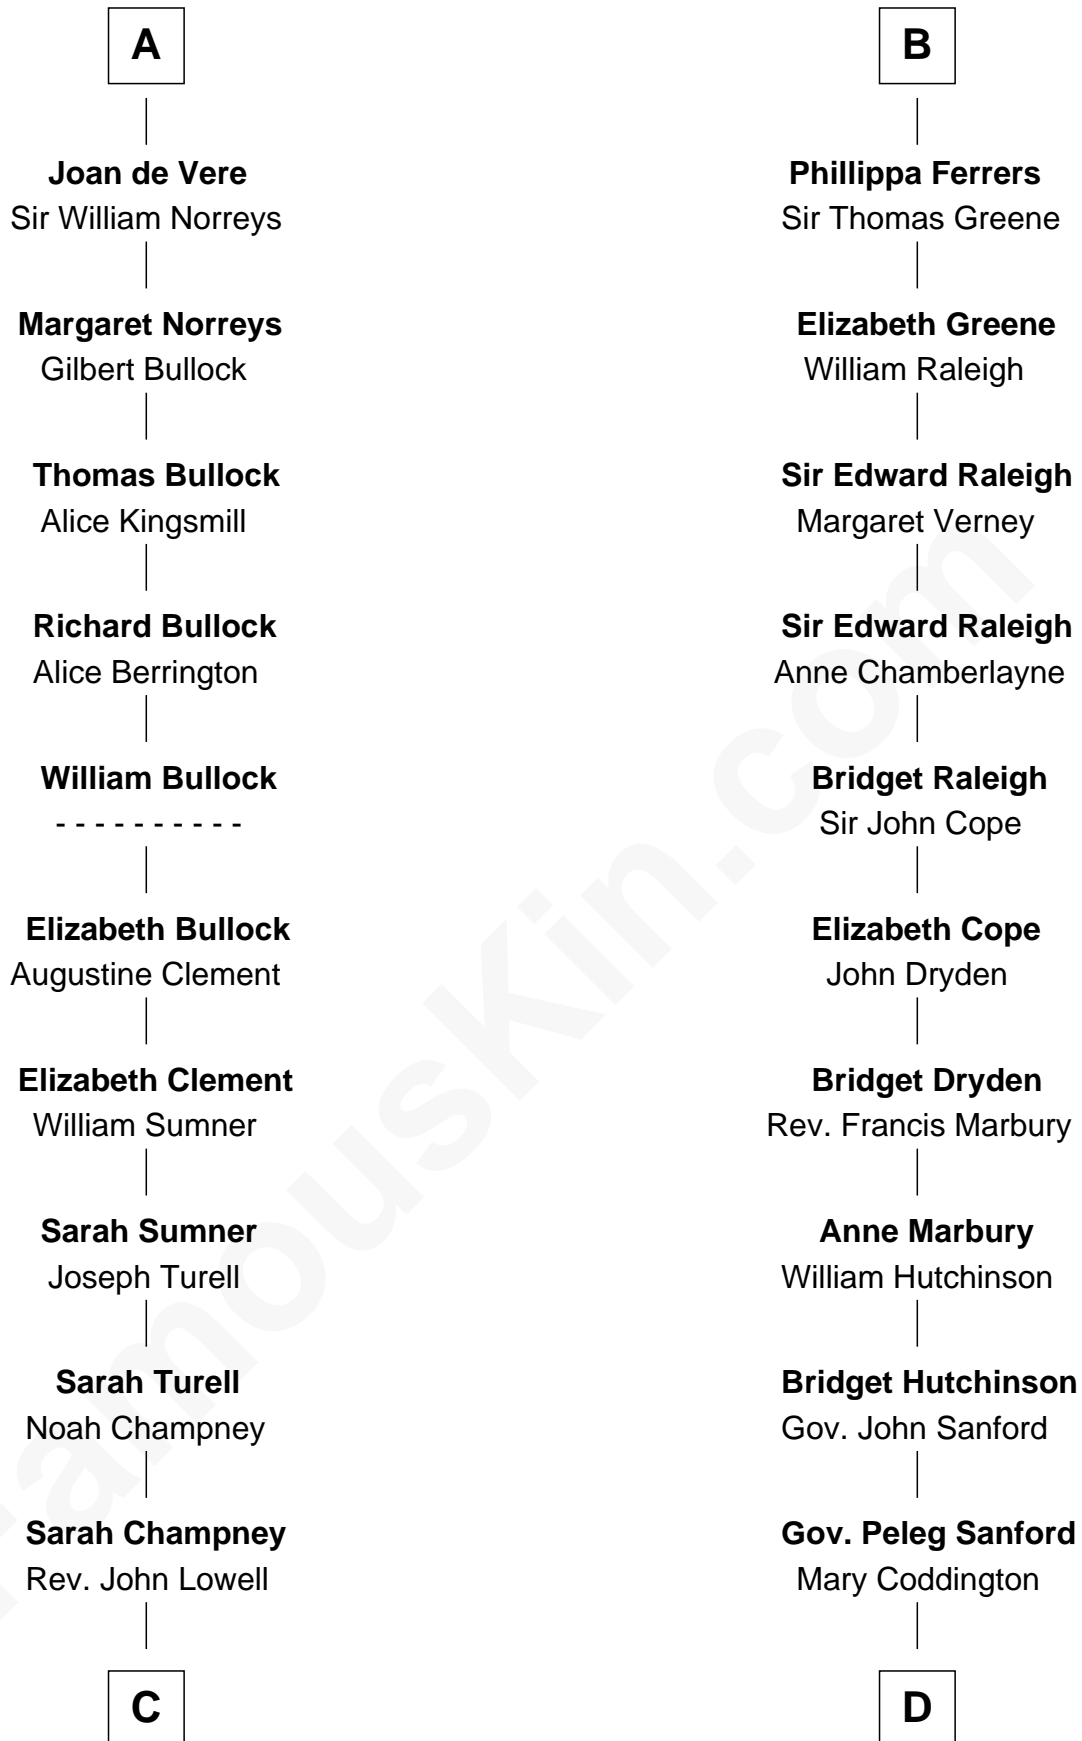 A
Joan de Vere
Sir William Norreys
Margaret Norreys
Gilbert Bullock
Thomas Bullock
Alice Kingsmill
Richard Bullock
Alice Berrington
William Bullock
- - - - - - - - - -
Elizabeth Bullock
Augustine Clement
Elizabeth Clement
William Sumner
Sarah Sumner
Joseph Turell
Sarah Turell
Noah Champney
Sarah Champney
Rev. John Lowell
C
B
Phillippa Ferrers
Sir Thomas Greene
Elizabeth Greene
William Raleigh
Sir Edward Raleigh
Margaret Verney
Sir Edward Raleigh
Anne Chamberlayne
Bridget Raleigh
Sir John Cope
Elizabeth Cope
John Dryden
Bridget Dryden
Rev. Francis Marbury
Anne Marbury
William Hutchinson
Bridget Hutchinson
Gov. John Sanford
Gov. Peleg Sanford
Mary Coddington
D
FamousKin.com